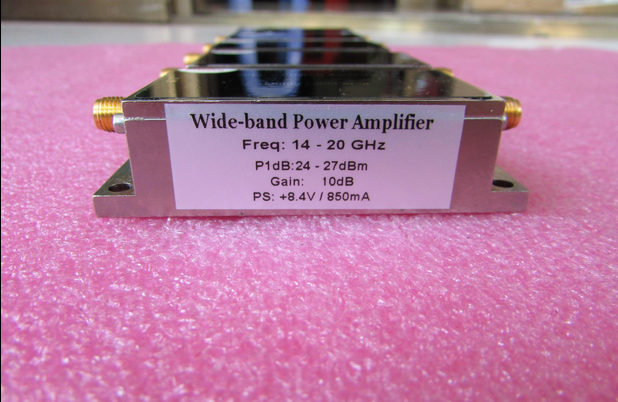 Wide-band Power Amplifier
Freq: 14 - 20 GHz
P1dB:24 - 27dBm
Gain: 10dB
PS: +8.4V / 850mA